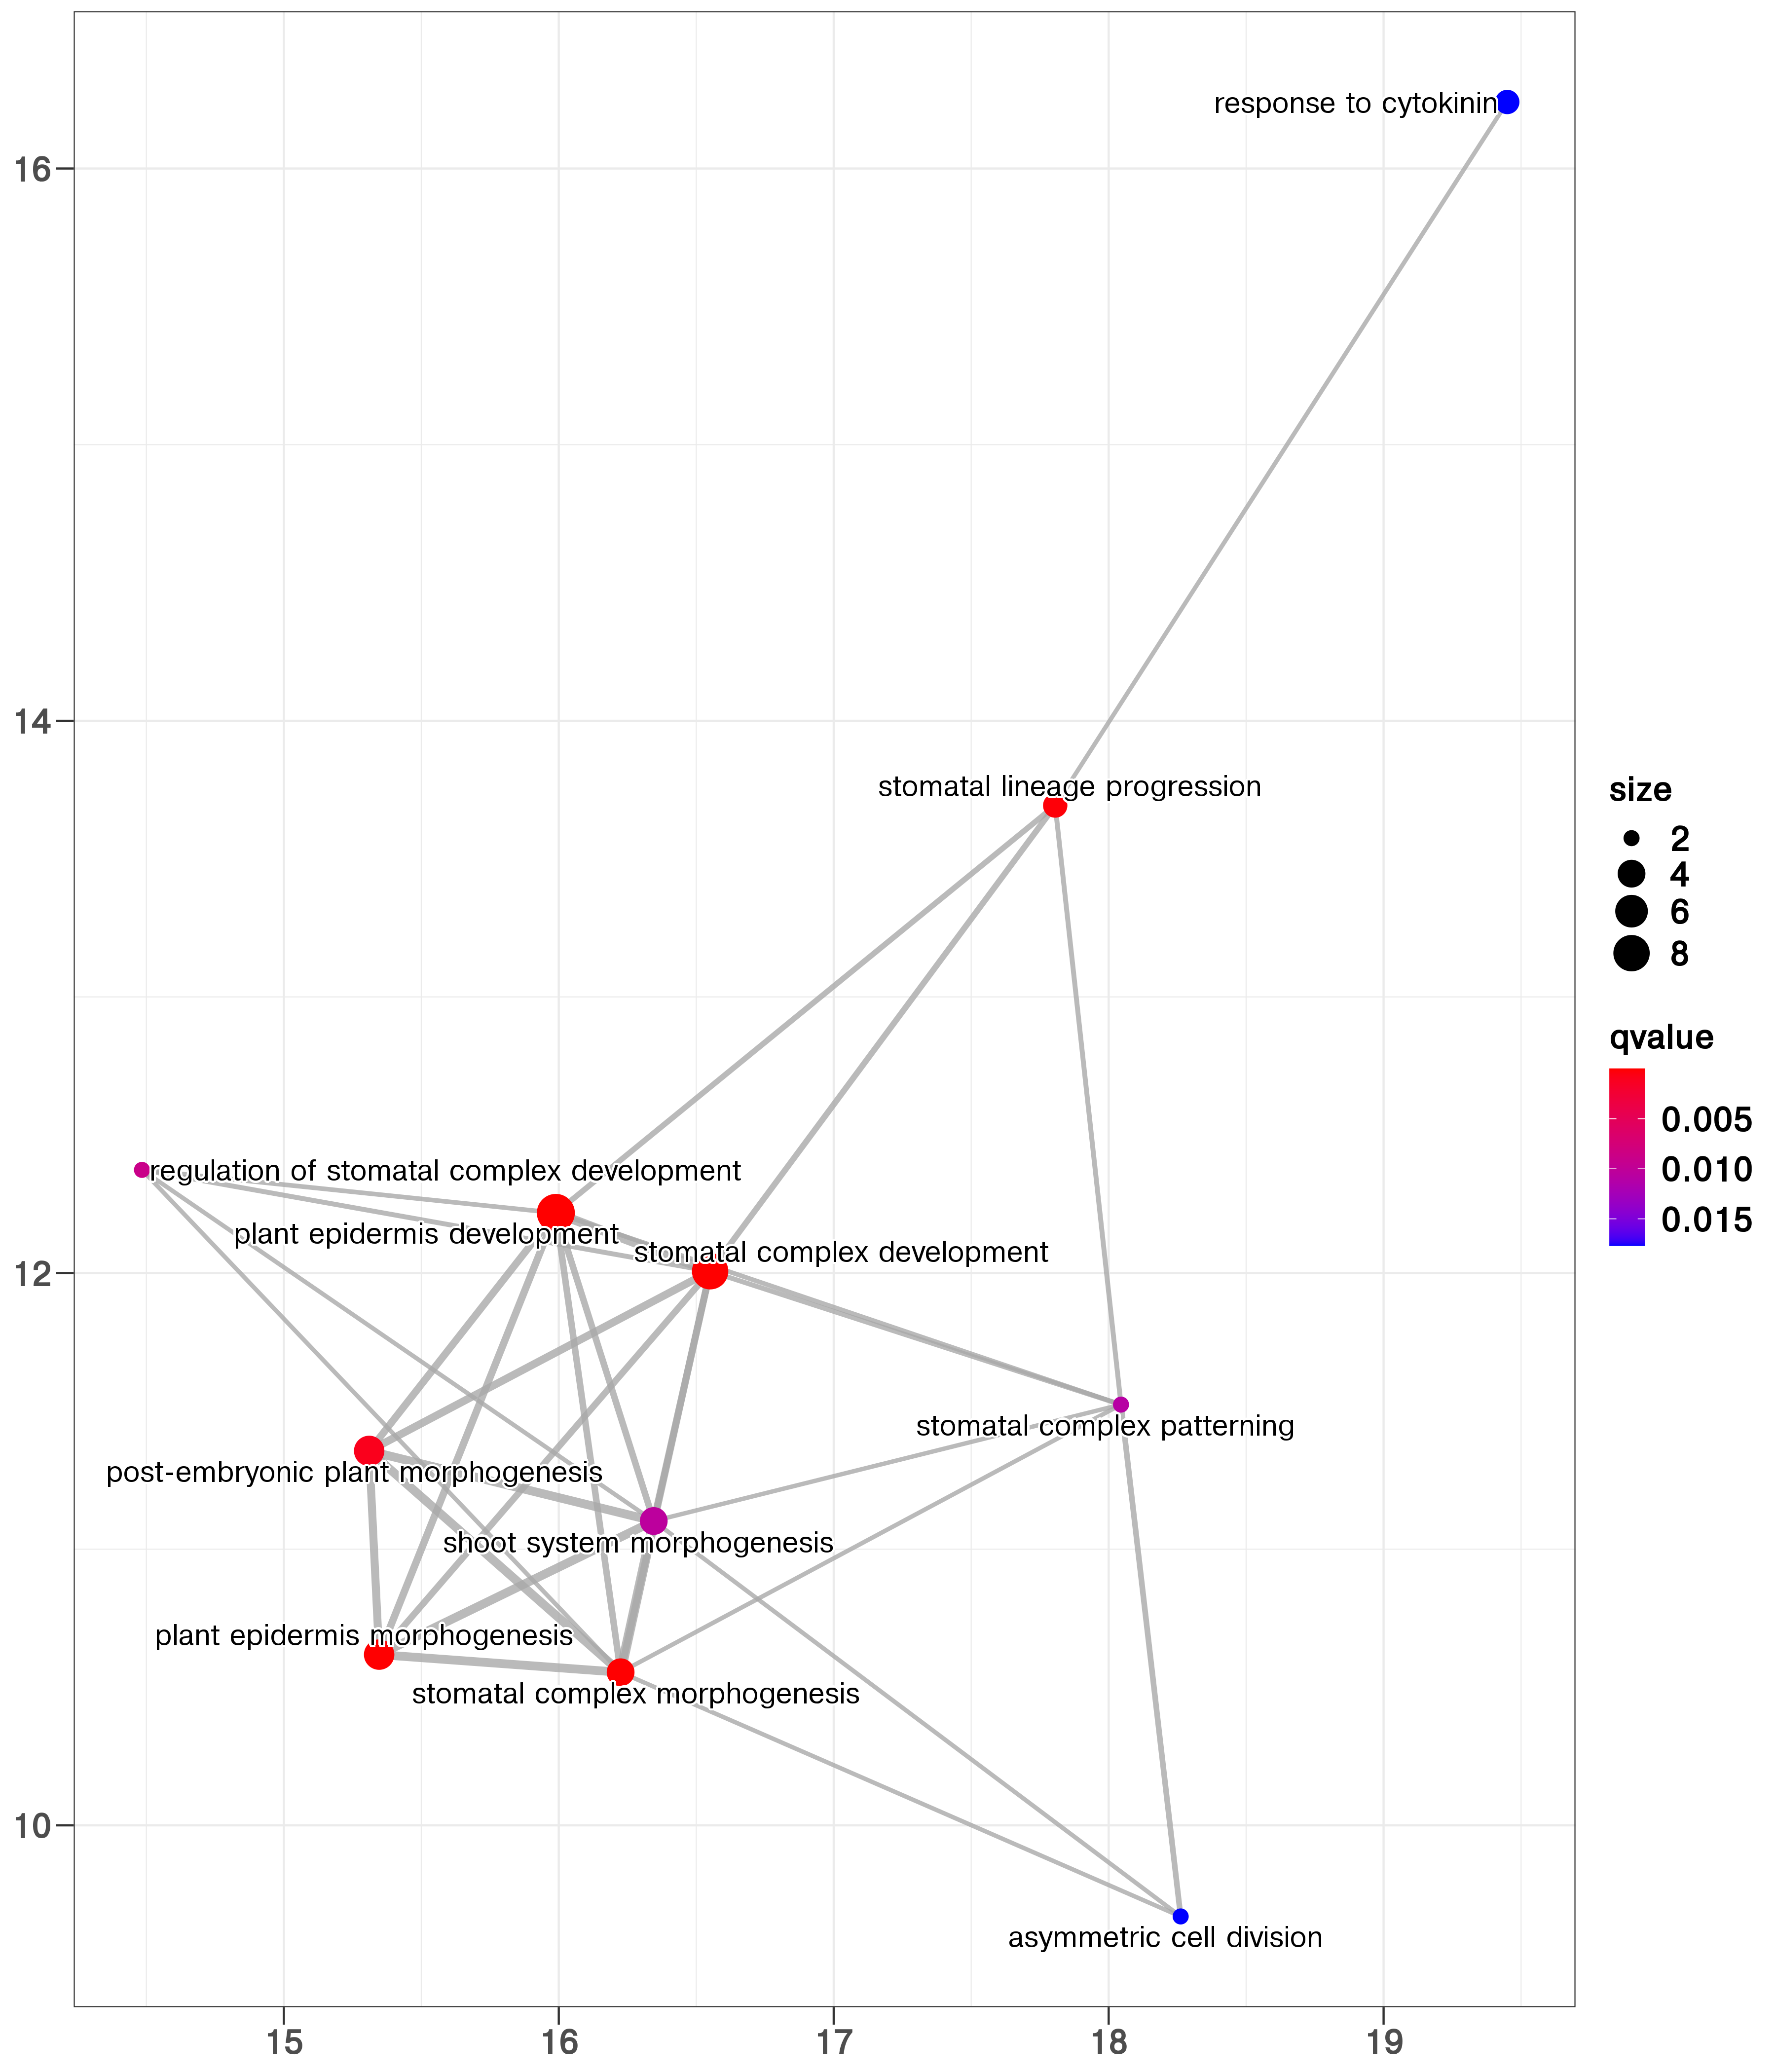 response to cytokinin
16
14
stomatal lineage progression
regulation of stomatal complex development
plant epidermis development
stomatal complex development
12
stomatal complex patterning
post-embryonic plant morphogenesis
shoot system morphogenesis
plant epidermis morphogenesis
stomatal complex morphogenesis
10
asymmetric cell division
15 16 17 18 19
size
2
4
6
8
qvalue
0.005
0.010
0.015